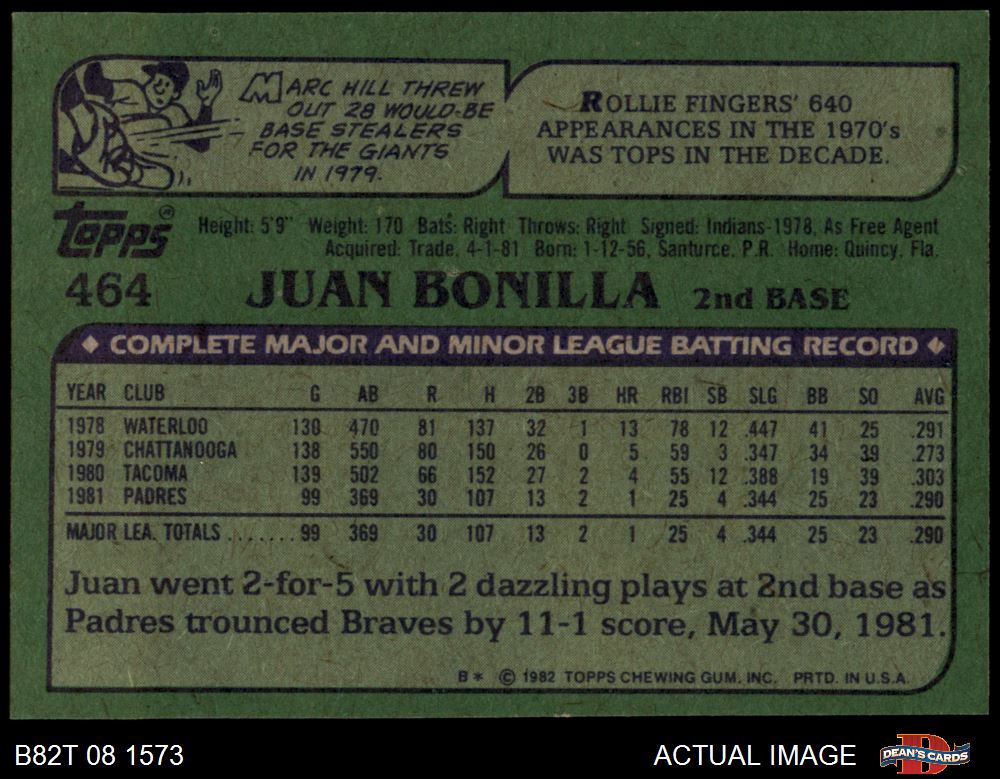 MARC HILL THREW
OUT 28 WOULD-BE
BASE STEALERS
FOR THE GIANTS
IN 1979.
ROLLIE FINGERS' 640
APPEARANCES IN THE 1970's
WAS TOPS IN THE DECADE.
Topps®
464
Height: 5'9" Weight: 170 Bats: Right Throws: Right Signed: Indians-1978, As Free Agent
Acquired: Trade, 4-1-81 Born: 1-12-56, Santurce, P.R. Home: Quincy, Fla.
JUAN BONILLA 2nd BASE
♦ COMPLETE MAJOR AND MINOR LEAGUE BATTING RECORD ♦
YEAR CLUB G AB R H 2B 3B HR RBI SB SLG BB SO AVG
1978 WATERLOO 130 470 81 137 32 1 13 78 12 .447 41 25 .291
1979 CHATTANOOGA 138 550 80 150 26 0 5 59 3 .347 34 39 .273
1980 TACOMA 139 502 66 152 27 2 4 55 12 .388 19 39 .303
1981 PADRES 99 369 30 107 13 2 1 25 4 .344 25 23 .290
MAJOR LEA. TOTALS ....... 99 369 30 107 13 2 1 25 4 .344 25 23 .290
Juan went 2-for-5 with 2 dazzling plays at 2nd base as
Padres trounced Braves by 11-1 score, May 30, 1981.
B* © 1982 TOPPS CHEWING GUM, INC. PRTD. IN U.S.A.
B82T 08 1573
ACTUAL IMAGE
DEAN'S CARDS